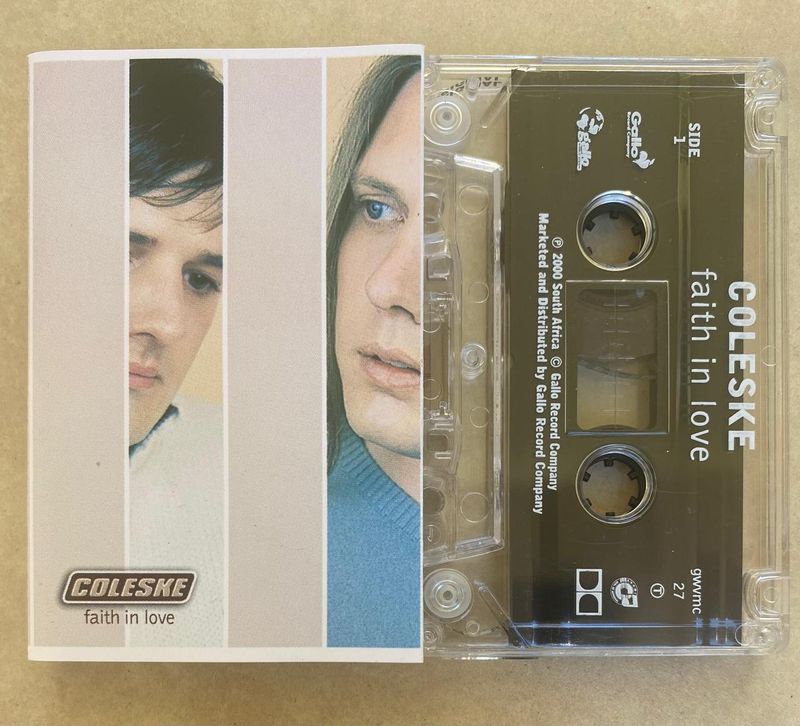 COLESKE
faith in love
SIDE
1
Gallo
Record Company
gallo
COLESKE
faith in love
℗ 2000 South Africa © Gallo Record Company
Marketed and Distributed by Gallo Record Company
gwvmc
27
T